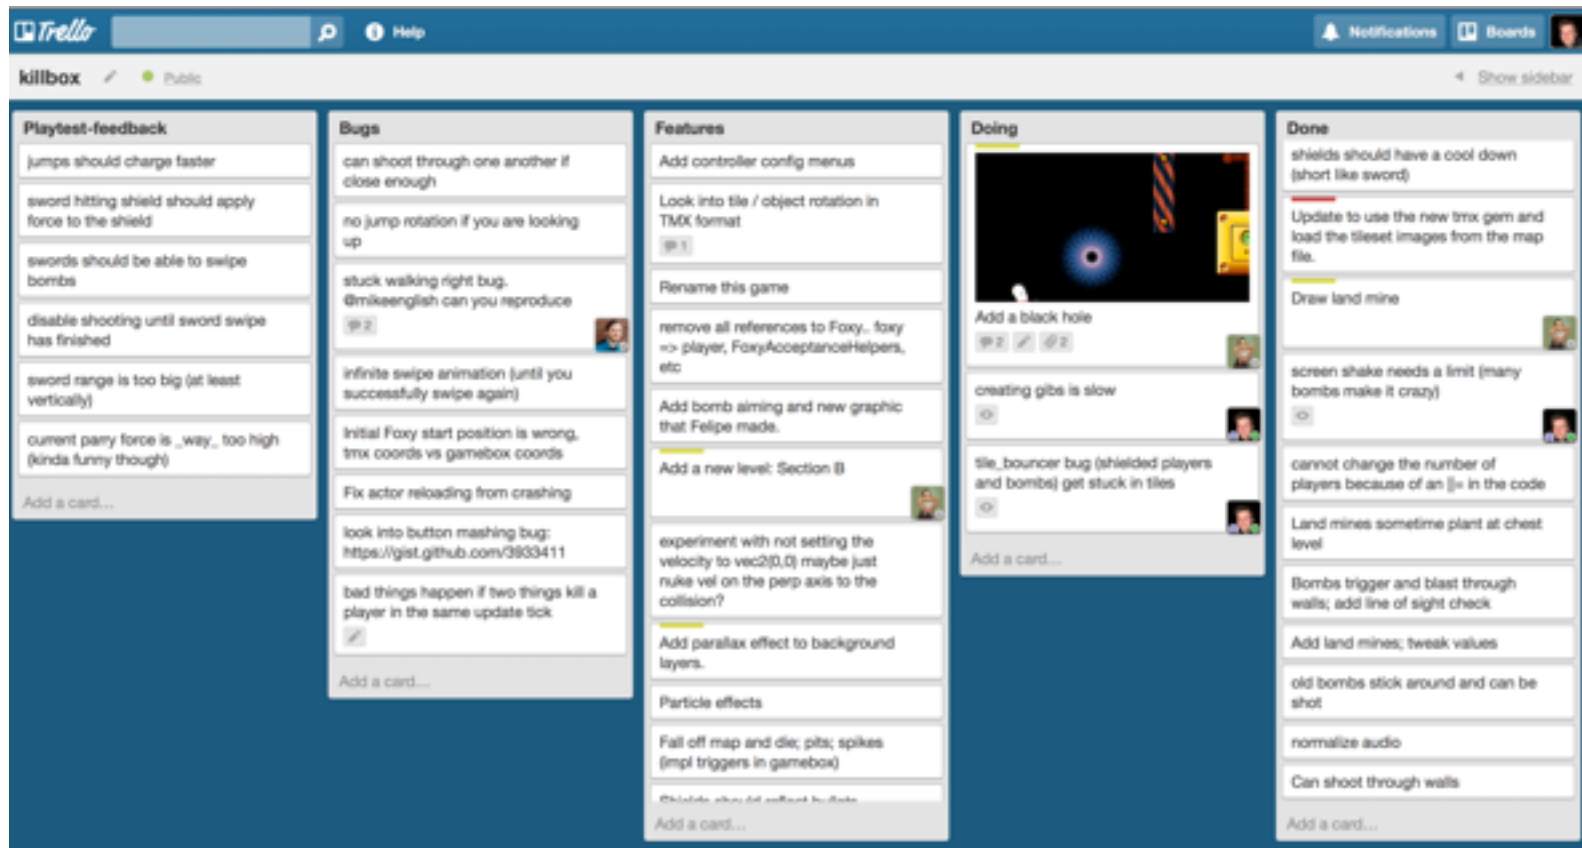 Trello
Help
Notifications
Boards
killbox
Public
Show sidebar
Playtest-feedback
jumps should charge faster
sword hitting shield should apply
force to the shield
swords should be able to swipe
bombs
disable shooting until sword swipe
has finished
sword range is too big (at least
vertically)
current parry force is _way_ too high
(kinda funny though)
Add a card...
Bugs
can shoot through one another if
close enough
no jump rotation if you are looking
up
stuck walking right bug.
@mikeenglish can you reproduce
2
infinite swipe animation (until you
successfully swipe again)
Initial Foxy start position is wrong,
tmx coords vs gamebox coords
Fix actor reloading from crashing
look into button mashing bug:
https://gist.github.com/3933411
bad things happen if two things kill a
player in the same update tick
Add a card...
Features
Add controller config menus
Look into tile / object rotation in
TMX format
1
Rename this game
remove all references to Foxy.. foxy
=> player, FoxyAcceptanceHelpers,
etc
Add bomb aiming and new graphic
that Felipe made.
Add a new level: Section B
experiment with not setting the
velocity to vec2(0,0) maybe just
nuke vel on the perp axis to the
collision?
Add parallax effect to background
layers.
Particle effects
Fall off map and die; pits; spikes
(impl triggers in gamebox)
Shields should reflect bullets
Add a card...
Doing
Add a black hole
2 2
creating gibs is slow
tile_bouncer bug (shielded players
and bombs) get stuck in tiles
Add a card...
Done
shields should have a cool down
(short like sword)
Update to use the new tmx gem and
load the tileset images from the map
file.
Draw land mine
screen shake needs a limit (many
bombs make it crazy)
cannot change the number of
players because of an ||= in the code
Land mines sometime plant at chest
level
Bombs trigger and blast through
walls; add line of sight check
Add land mines; tweak values
old bombs stick around and can be
shot
normalize audio
Can shoot through walls
Add a card...